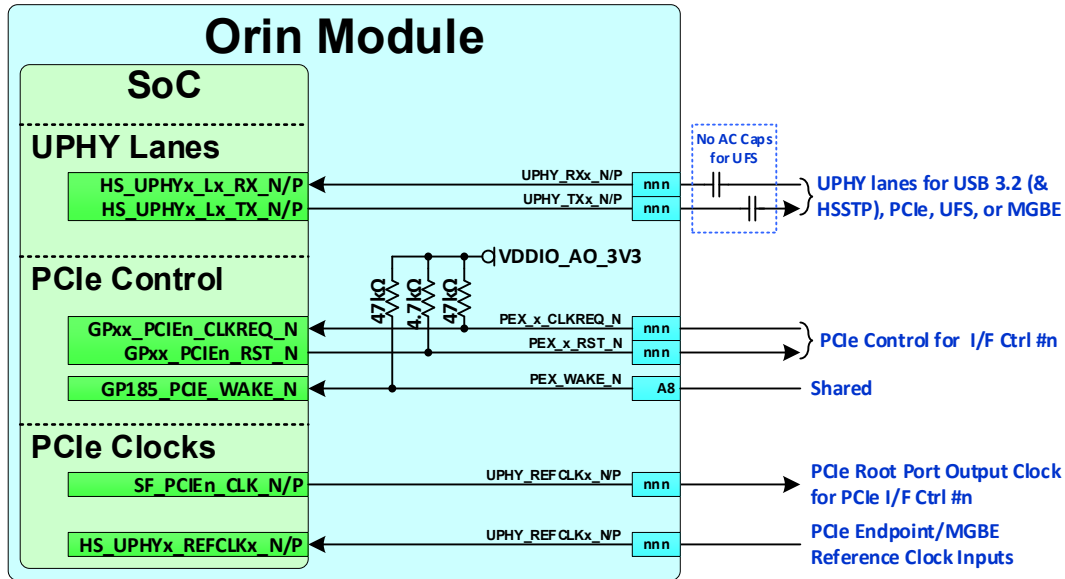 Orin Module
SoC
UPHY Lanes
No AC Caps
for UFS
HS_UPHYx_Lx_RX_N/P
UPHY_RXx_N/P
nnn
HS_UPHYx_Lx_TX_N/P
UPHY_TXx_N/P
nnn
UPHY lanes for USB 3.2 (&
HSSTP), PCIe, UFS, or MGBE
PCIe Control
VDDIO_AO_3V3
47kΩ
4.7kΩ
47kΩ
GPxx_PCIEn_CLKREQ_N
PEX_x_CLKREQ_N
nnn
GPxx_PCIEn_RST_N
PEX_x_RST_N
nnn
PCIe Control for I/F Ctrl #n
GP185_PCIE_WAKE_N
PEX_WAKE_N
A8
Shared
PCIe Clocks
SF_PCIEn_CLK_N/P
UPHY_REFCLKx_N/P
nnn
PCIe Root Port Output Clock
for PCIe I/F Ctrl #n
HS_UPHYx_REFCLKx_N/P
UPHY_REFCLKx_N/P
nnn
PCIe Endpoint/MGBE
Reference Clock Inputs